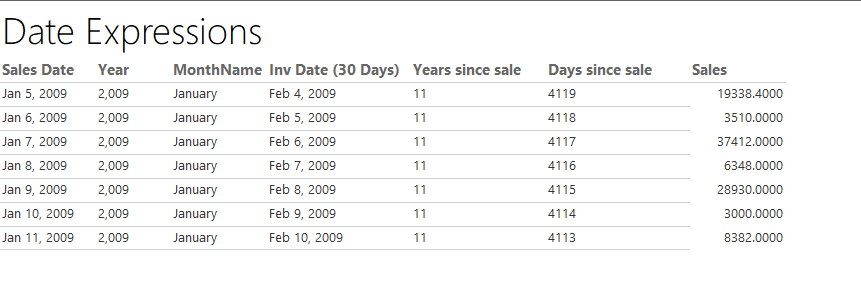 Date Expressions
Sales Date Year MonthName Inv Date (30 Days) Years since sale Days since sale Sales
Jan 5, 2009 2,009 January Feb 4, 2009 11 4119 19338.4000
Jan 6, 2009 2,009 January Feb 5, 2009 11 4118 3510.0000
Jan 7, 2009 2,009 January Feb 6, 2009 11 4117 37412.0000
Jan 8, 2009 2,009 January Feb 7, 2009 11 4116 6348.0000
Jan 9, 2009 2,009 January Feb 8, 2009 11 4115 28930.0000
Jan 10, 2009 2,009 January Feb 9, 2009 11 4114 3000.0000
Jan 11, 2009 2,009 January Feb 10, 2009 11 4113 8382.0000